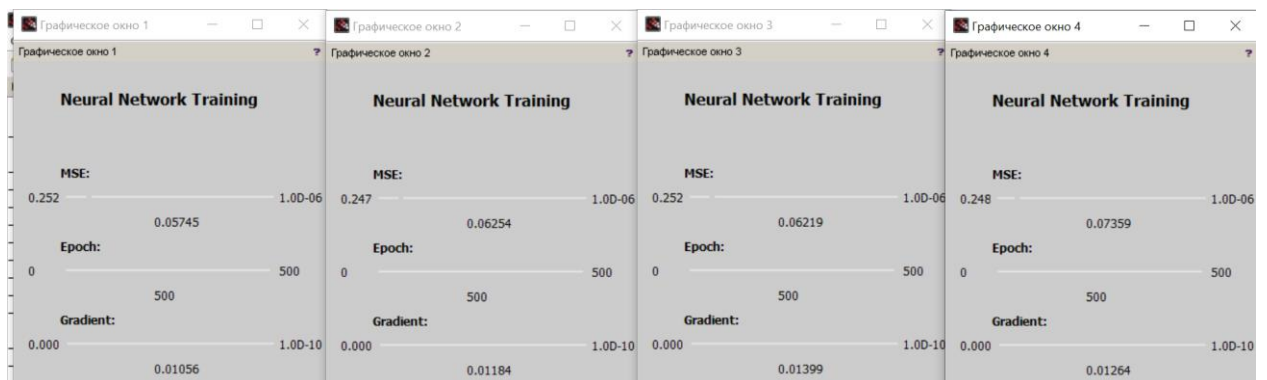 Графическое окно 1
Графическое окно 1 ?
Neural Network Training
MSE:
0.252 1.0D-06
0.05745
Epoch:
0 500
500
Gradient:
0.000 1.0D-10
0.01056
Графическое окно 2
Графическое окно 2 ?
Neural Network Training
MSE:
0.247 1.0D-06
0.06254
Epoch:
0 500
500
Gradient:
0.000 1.0D-10
0.01184
Графическое окно 3
Графическое окно 3 ?
Neural Network Training
MSE:
0.252 1.0D-06
0.06219
Epoch:
0 500
500
Gradient:
0.000 1.0D-10
0.01399
Графическое окно 4
Графическое окно 4 ?
Neural Network Training
MSE:
0.248 1.0D-06
0.07359
Epoch:
0 500
500
Gradient:
0.000 1.0D-10
0.01264